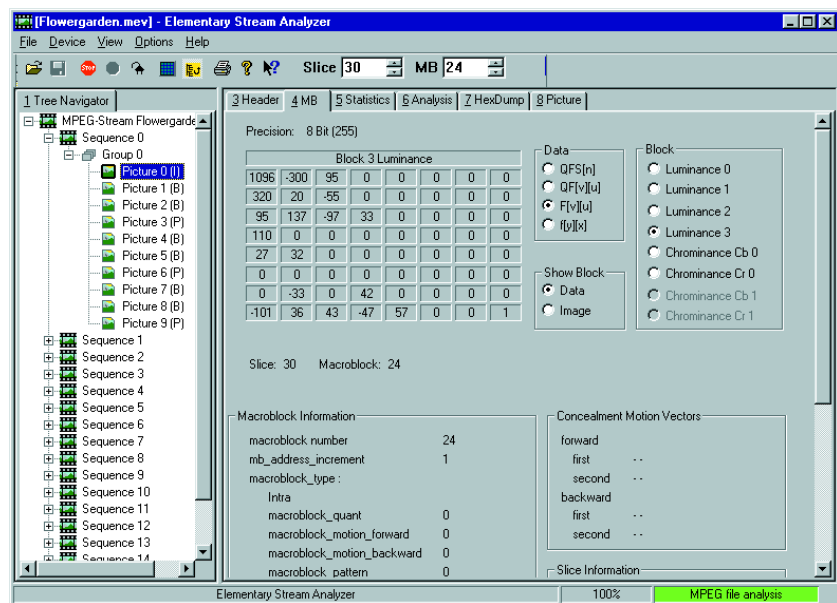 [Flowergarden.mev] - Elementary Stream Analyzer
File Device View Options Help
STOP Slice 30 MB 24
1 Tree Navigator
MPEG-Stream Flowergarde
Sequence 0
Group 0
Picture 0 (I)
Picture 1 (B)
Picture 2 (B)
Picture 3 (P)
Picture 4 (B)
Picture 5 (B)
Picture 6 (P)
Picture 7 (B)
Picture 8 (B)
Picture 9 (P)
Sequence 1
Sequence 2
Sequence 3
Sequence 4
Sequence 5
Sequence 6
Sequence 7
Sequence 8
Sequence 9
Sequence 10
Sequence 11
Sequence 12
Sequence 13
Sequence 14
3 Header 4 MB 5 Statistics 6 Analysis 7 HexDump 8 Picture
Precision: 8 Bit (255)
Block 3 Luminance
1096 -300 95 0 0 0 0 0
320 20 -55 0 0 0 0 0
95 137 -97 33 0 0 0 0
110 0 0 0 0 0 0 0
27 32 0 0 0 0 0 0
0 0 0 0 0 0 0 0
0 -33 0 42 0 0 0 0
-101 36 43 -47 57 0 0 1
Data
QFS[n]
QF[v][u]
F[v][u]
f[y][x]
Show Block
Data
Image
Block
Luminance 0
Luminance 1
Luminance 2
Luminance 3
Chrominance Cb 0
Chrominance Cr 0
Chrominance Cb 1
Chrominance Cr 1
Slice: 30 Macroblock: 24
Macroblock Information
macroblock number 24
mb_address_increment 1
macroblock_type :
Intra
macroblock_quant 0
macroblock_motion_forward 0
macroblock_motion_backward 0
macroblock_pattern 0
Concealment Motion Vectors
forward
first - -
second - -
backward
first - -
second - -
Slice Information
Elementary Stream Analyzer 100% MPEG file analysis